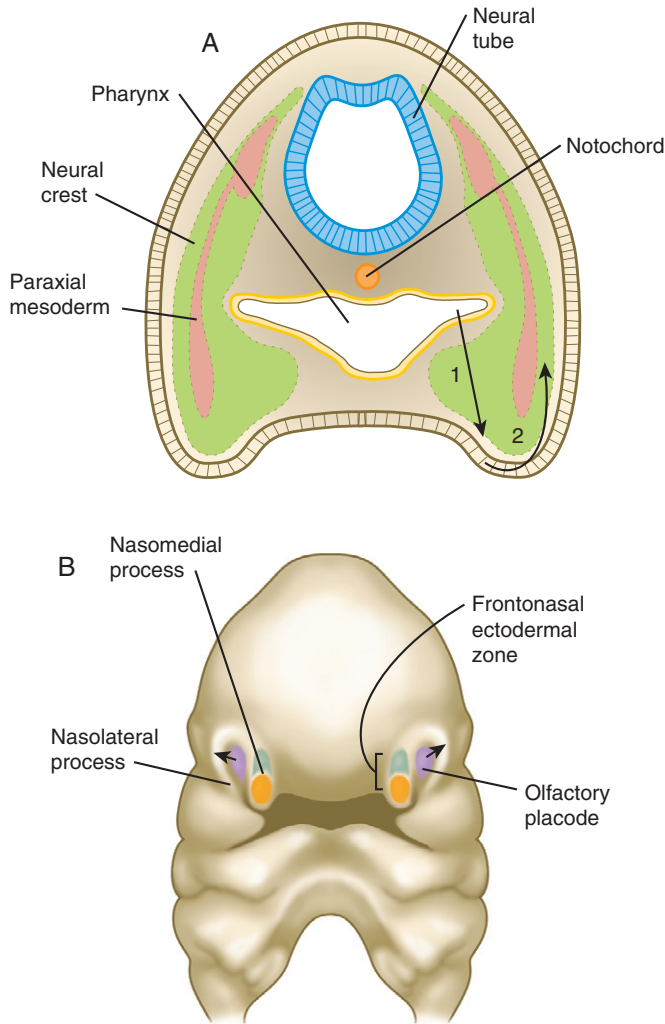 A
Neural
tube
Pharynx
Notochord
Neural
crest
Paraxial
mesoderm
1
2
B
Nasomedial
process
Frontonasal
ectodermal
zone
Nasolateral
process
Olfactory
placode